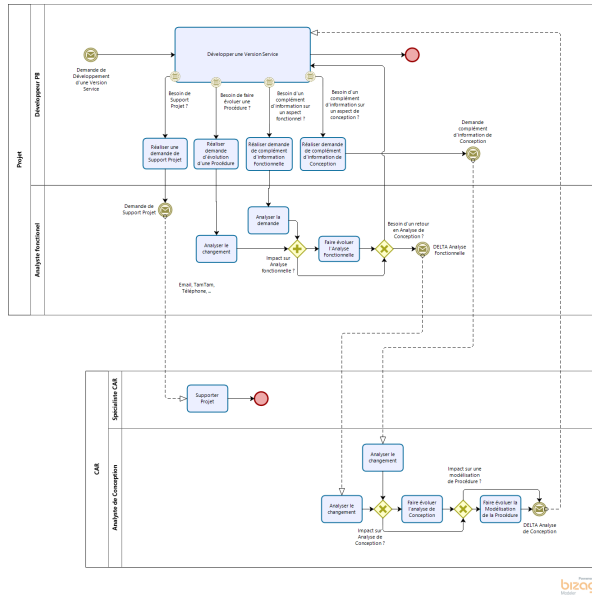 Projet
Développeur PB
Demande de
Développement
d'une Version
Service
Développer une Version Service
Besoin de
Support
Projet ?
Besoin de faire
évoluer une
Procédure ?
Besoin d'un
complément
d'information sur
un aspect
fonctionnel ?
Besoin d'un
complément
d'information sur
un aspect de
conception ?
Demande
complément
d'information de
Conception
Réaliser une
demande de
Support Projet
Réaliser
demande
d'évolution
d'une Procédure
Réaliser demande
de complément
d'Information
Fonctionnelle
Réaliser demande
de complément
d'Information de
Conception
Analyste fonctionnel
Demande de
Support Projet
Analyser la
demande
Besoin d'un retour
en Analyse de
Conception ?
Analyser le
changement
Impact sur
Analyse
fonctionnelle ?
Faire évoluer
l'Analyse
Fonctionnelle
DELTA Analyse
Fonctionnelle
Email, TamTam,
Téléphone, ...
CAR
Spécialiste CAR
Supporter
Projet
Analyste de Conception
Analyser le
changement
Impact sur une
modélisation
de Procédure ?
Analyser le
changement
Impact sur
Analyse de
Conception ?
Faire évoluer
l'analyse de
Conception
Faire évoluer la
Modélisation
de la Procédure
DELTA Analyse
de Conception
Powered
bizag
Modeler